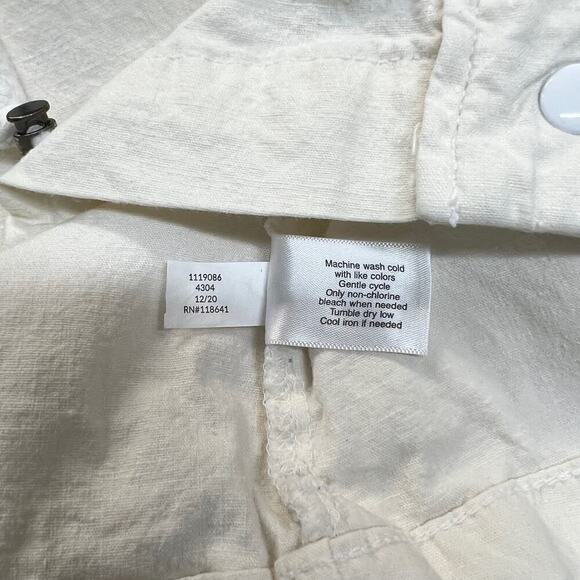 1119086
4304
12/20
RN#118641
Machine wash cold
with like colors
Gentle cycle
Only non-chlorine
bleach when needed
Tumble dry low
Cool iron if needed